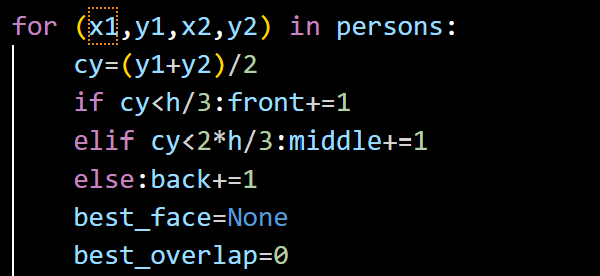 for (x1,y1,x2,y2) in persons:
    cy=(y1+y2)/2
    if cy<h/3:front+=1
    elif cy<2*h/3:middle+=1
    else:back+=1
    best_face=None
    best_overlap=0